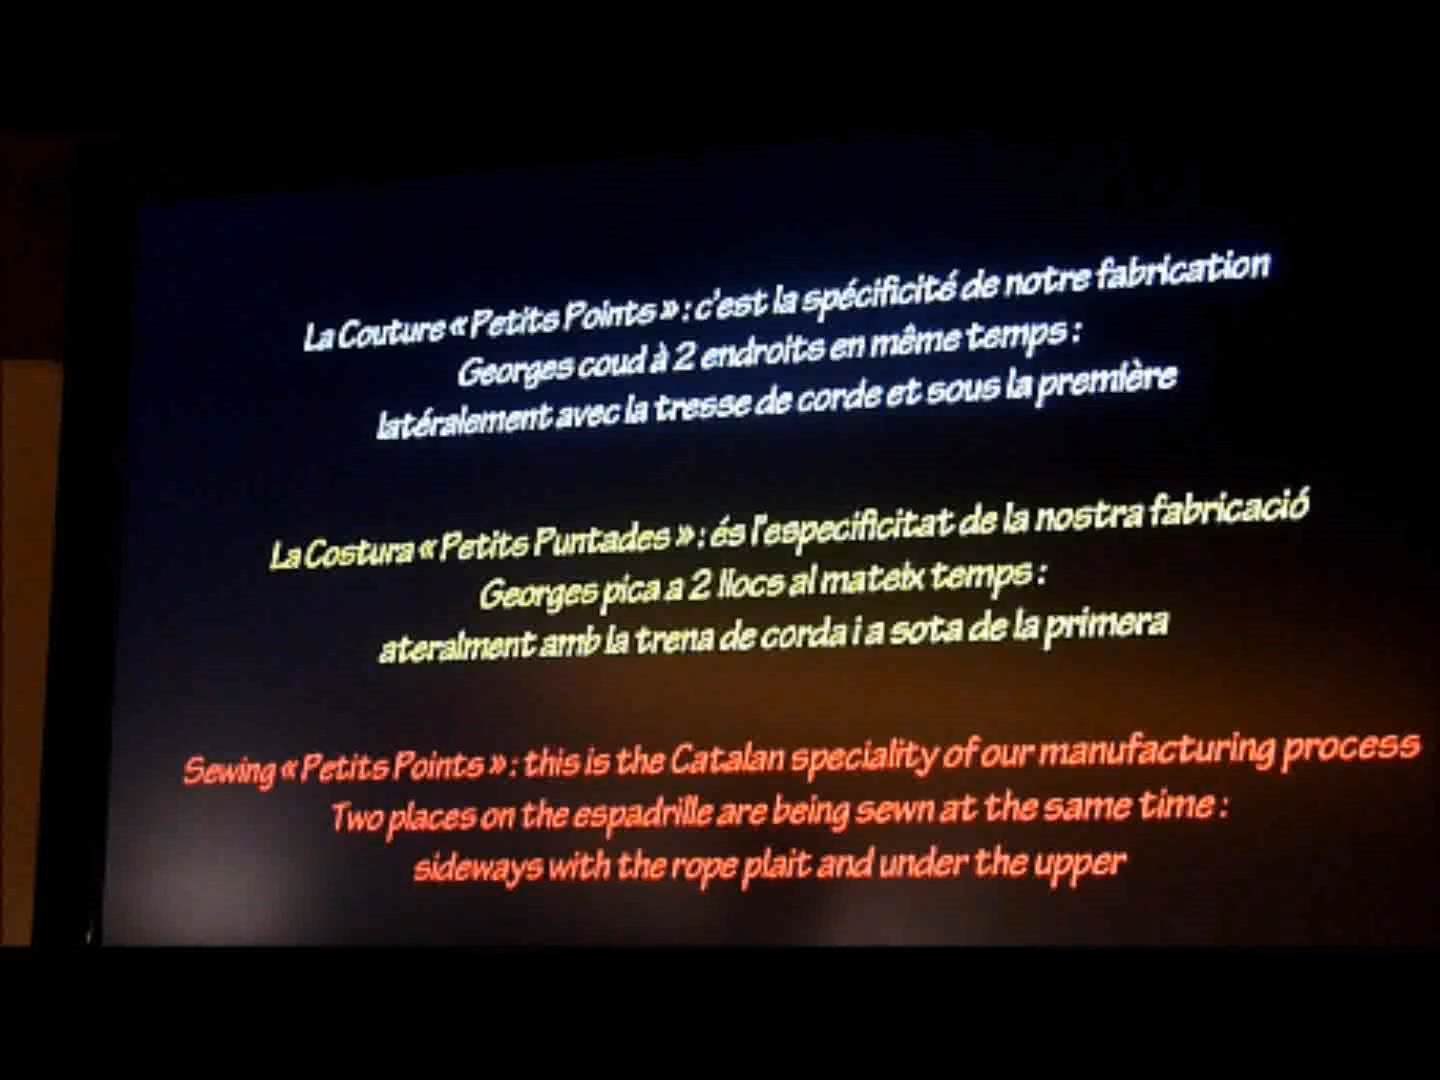 La Couture « Petits Points » : c'est la spécificité de notre fabrication
Georges coud à 2 endroits en même temps :
latéralement avec la tresse de corde et sous la première
La Costura « Petits Puntades » : és l'especificitat de la nostra fabricació
Georges pica a 2 llocs al mateix temps :
ateralment amb la trena de corda i a sota de la primera
Sewing « Petits Points » : this is the Catalan speciality of our manufacturing process
Two places on the espadrille are being sewn at the same time :
sideways with the rope plait and under the upper